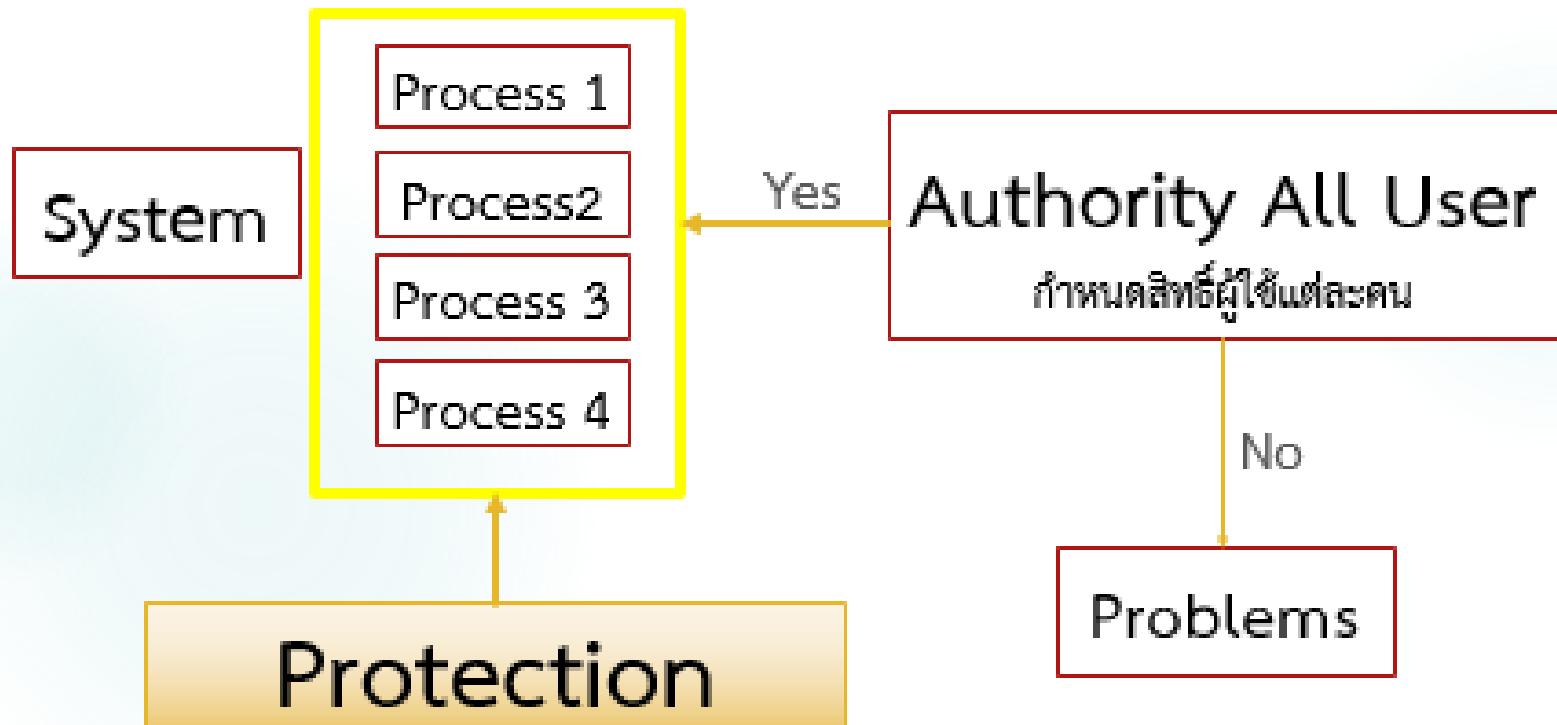 System
Process 1
Process2
Process 3
Process 4
Yes
Authority All User
กำหนดสิทธิ์ผู้ใช้แต่ละคน
No
Problems
Protection